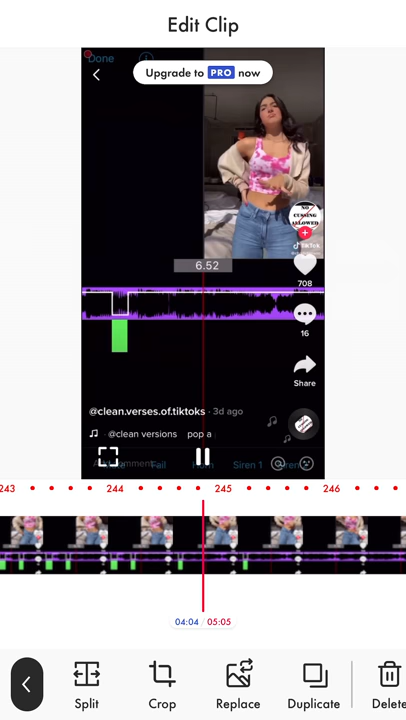 Edit Clip
Done
Upgrade to PRO now
NO
CUSSING
ALLOWED
TikTok
6.52
708
16
Share
@clean.verses.of.tiktoks · 3d ago
@clean versions pop a
comment
Fail
Horn
Siren 1
243
244
245
246
04:04 / 05:05
Split
Crop
Replace
Duplicate
Delete